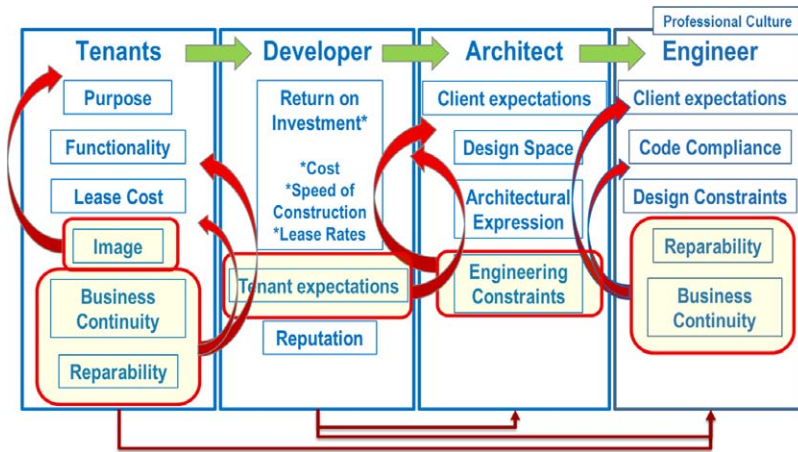 Professional Culture
Tenants
Purpose
Functionality
Lease Cost
Image
Business
Continuity
Reparability
Developer
Return on
Investment*
*Cost
*Speed of
Construction
*Lease Rates
Tenant expectations
Reputation
Architect
Client expectations
Design Space
Architectural
Expression
Engineering
Constraints
Engineer
Client expectations
Code Compliance
Design Constraints
Reparability
Business
Continuity